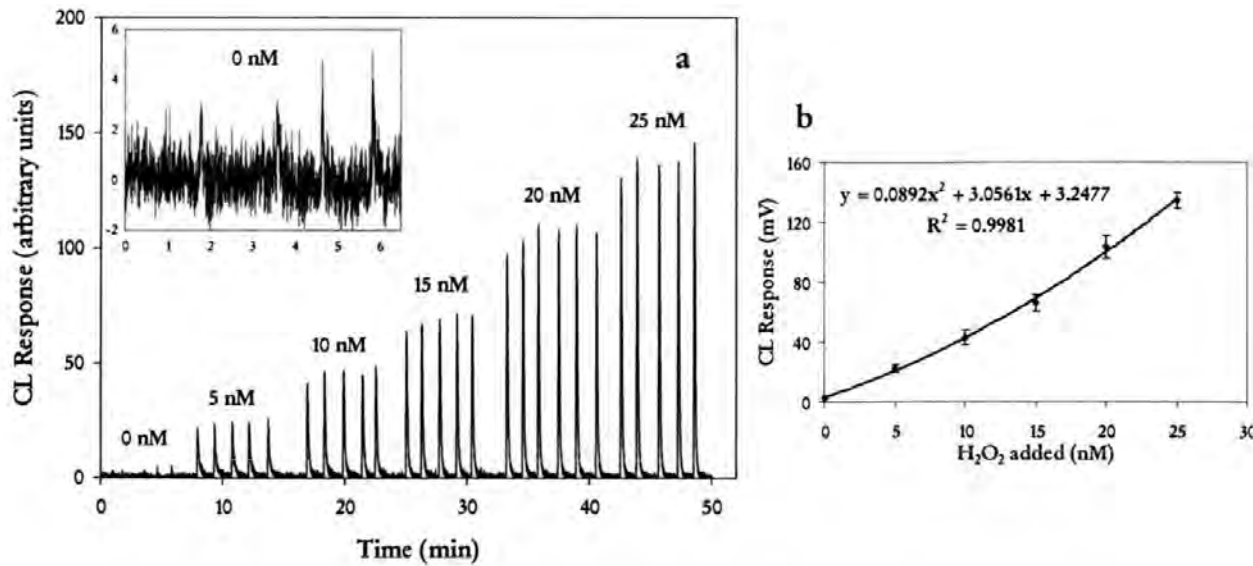 a
CL Response (arbitrary units)
200
150
100
50
0
0 10 20 30 40 50
Time (min)
0 nM
5 nM
10 nM
15 nM
20 nM
25 nM
0 nM
6
4
2
0
-2
0 1 2 3 4 5 6
b
CL Response (mV)
160
120
80
40
0
y = 0.0892x² + 3.0561x + 3.2477
R² = 0.9981
0 5 10 15 20 25 30
H₂O₂ added (nM)